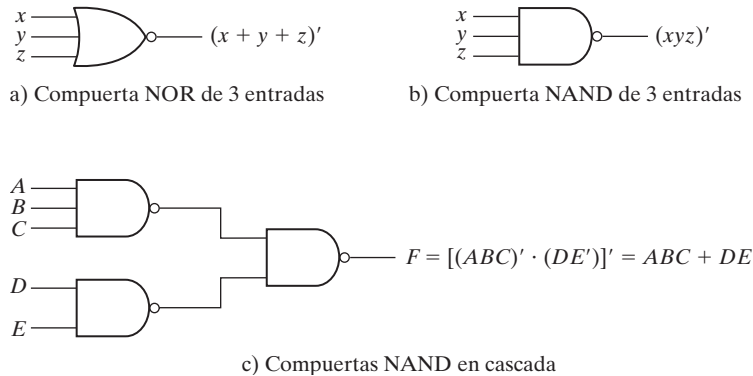 x
y
z
(x + y + z)′
a) Compuerta NOR de 3 entradas
x
y
z
(xyz)′
b) Compuerta NAND de 3 entradas
A
B
C
D
E
F = [(ABC)′ · (DE′)]′ = ABC + DE
c) Compuertas NAND en cascada